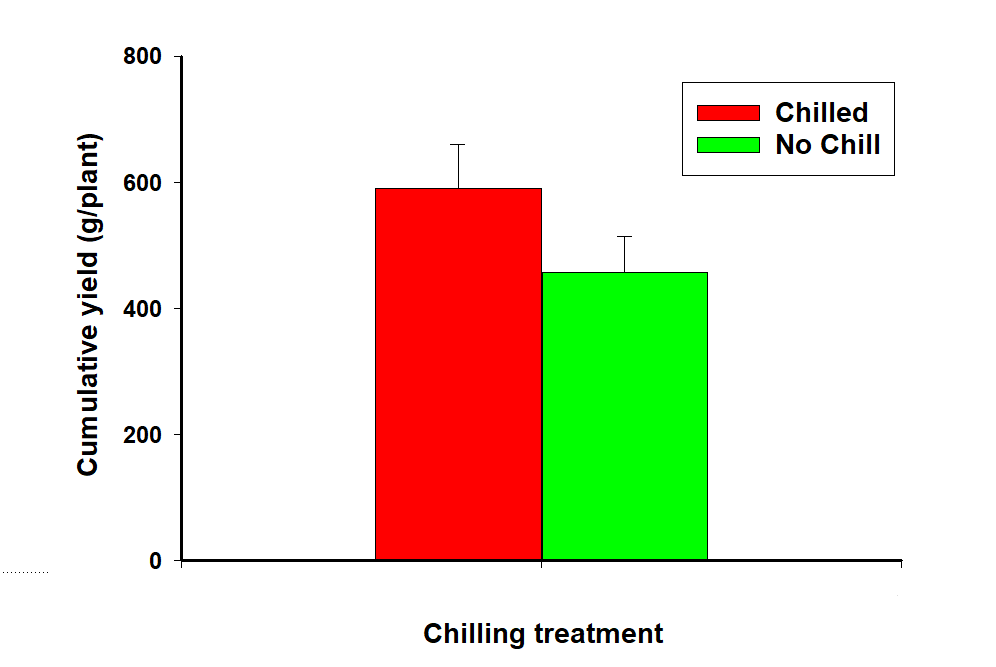 800
600
400
200
0
Cumulative yield (g/plant)
Chilled
No Chill
Chilling treatment